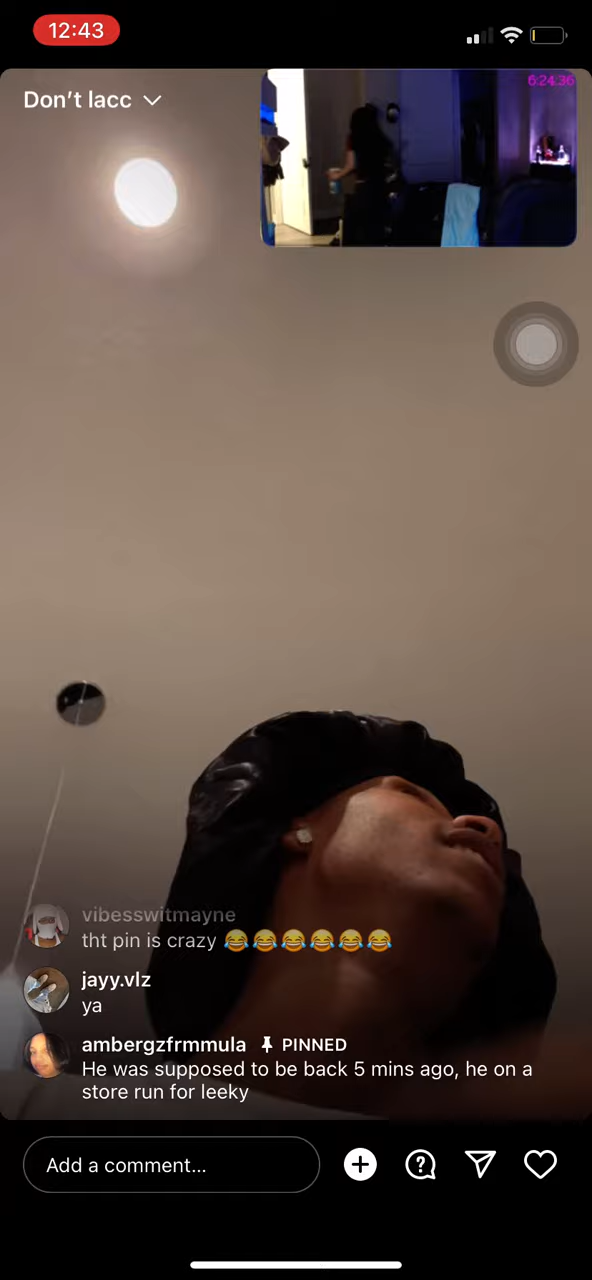 12:43
Don’t lacc
6:24:36
vibesswitmayne
tht pin is crazy 😂😂😂😂😂😂
jayy.vlz
ya
ambergzfrmmula PINNED
He was supposed to be back 5 mins ago, he on a
store run for leeky
Add a comment...